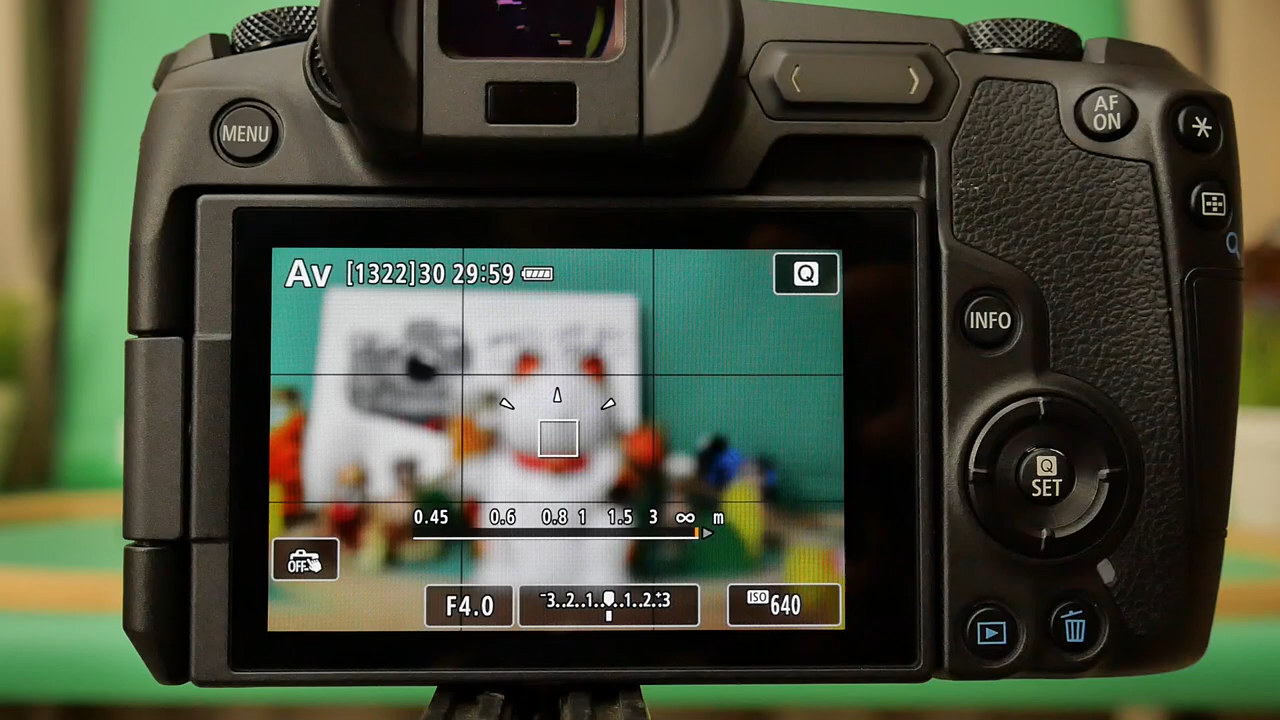 MENU
AF
ON
Av [1322]30 29:59
Q
INFO
0.45 0.6 0.8 1 1.5 3 ∞ m
Q
SET
OFF
F4.0
-3..2..1..0..1..2.+3
ISO 640